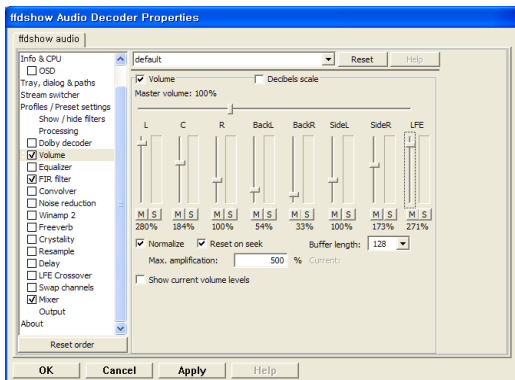 ffdshow Audio Decoder Properties
ffdshow audio
Info & CPU
OSD
Tray, dialog & paths
Stream switcher
Profiles / Preset settings
Show / hide filters
Processing
Dolby decoder
Volume
Equalizer
FIR filter
Convolver
Noise reduction
Winamp 2
Freeverb
Crystality
Resample
Delay
LFE Crossover
Swap channels
Mixer
Output
About
Reset order
default
Reset
Help
Volume
Decibels scale
Master volume: 100%
L C R BackL BackR SideL SideR LFE
M S M S M S M S M S M S M S M S
280% 184% 100% 54% 33% 100% 173% 271%
Normalize Reset on seek Buffer length: 128
Max. amplification: 500 % Current:
Show current volume levels
OK Cancel Apply Help